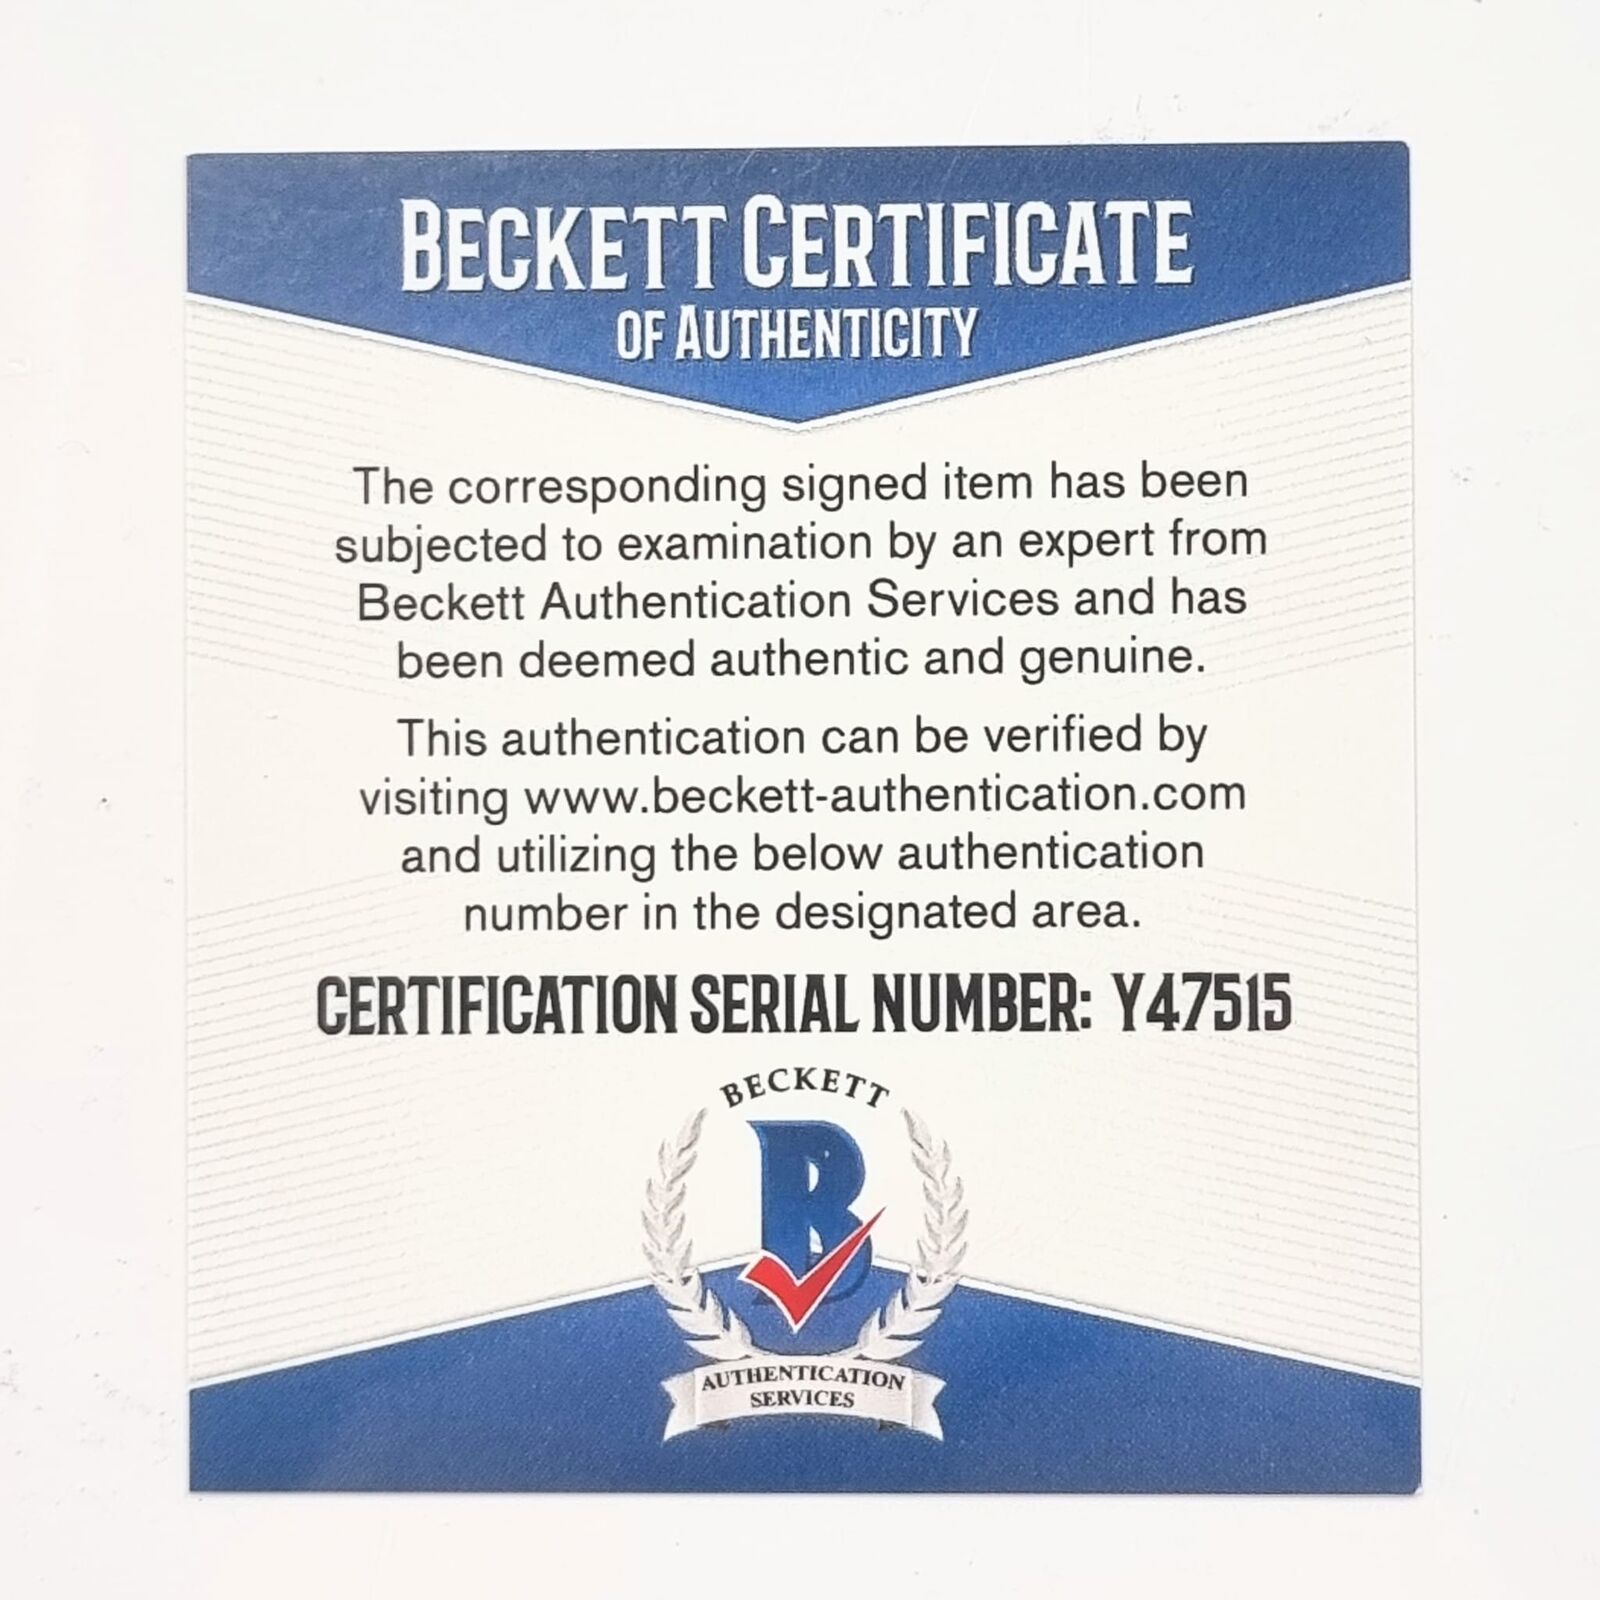 BECKETT CERTIFICATE
OF AUTHENTICITY
The corresponding signed item has been
subjected to examination by an expert from
Beckett Authentication Services and has
been deemed authentic and genuine.
This authentication can be verified by
visiting www.beckett-authentication.com
and utilizing the below authentication
number in the designated area.
CERTIFICATION SERIAL NUMBER: Y47515
BECKETT
B
AUTHENTICATION
SERVICES